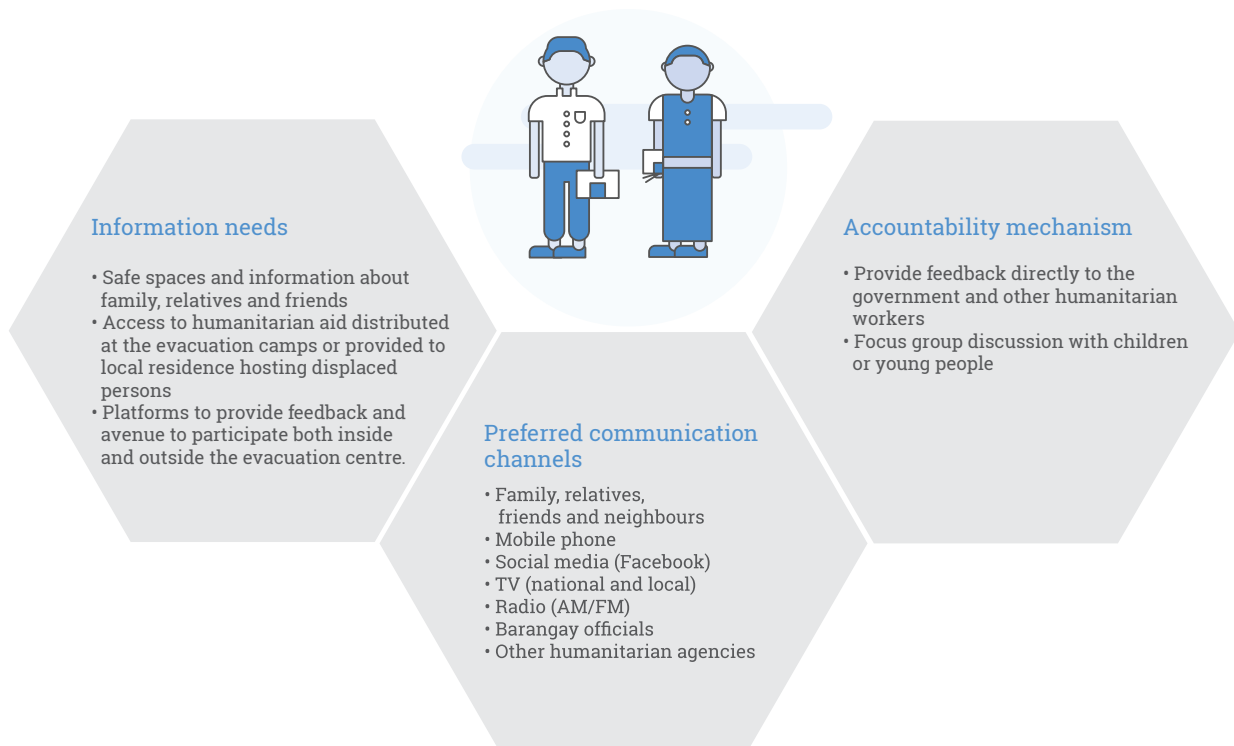 Information needs
• Safe spaces and information about
family, relatives and friends
• Access to humanitarian aid distributed
at the evacuation camps or provided to
local residence hosting displaced
persons
• Platforms to provide feedback and
avenue to participate both inside
and outside the evacuation centre.
Preferred communication
channels
• Family, relatives,
friends and neighbours
• Mobile phone
• Social media (Facebook)
• TV (national and local)
• Radio (AM/FM)
• Barangay officials
• Other humanitarian agencies
Accountability mechanism
• Provide feedback directly to the
government and other humanitarian
workers
• Focus group discussion with children
or young people